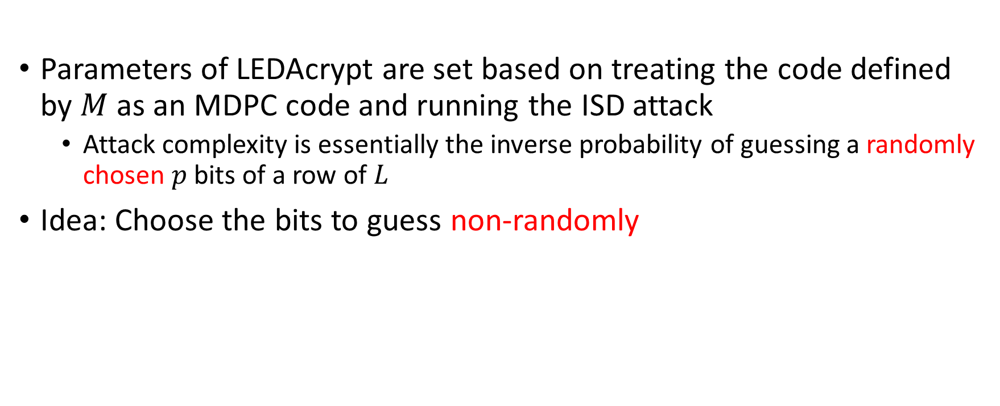 • Parameters of LEDAcrypt are set based on treating the code defined
by M as an MDPC code and running the ISD attack
• Attack complexity is essentially the inverse probability of guessing a randomly
chosen p bits of a row of L
• Idea: Choose the bits to guess non-randomly